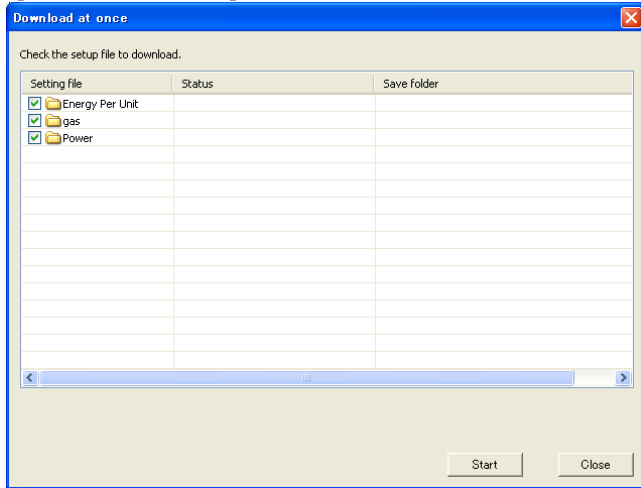 Download at once
Check the setup file to download.
Setting file Status Save folder
Energy Per Unit
gas
Power
Start Close